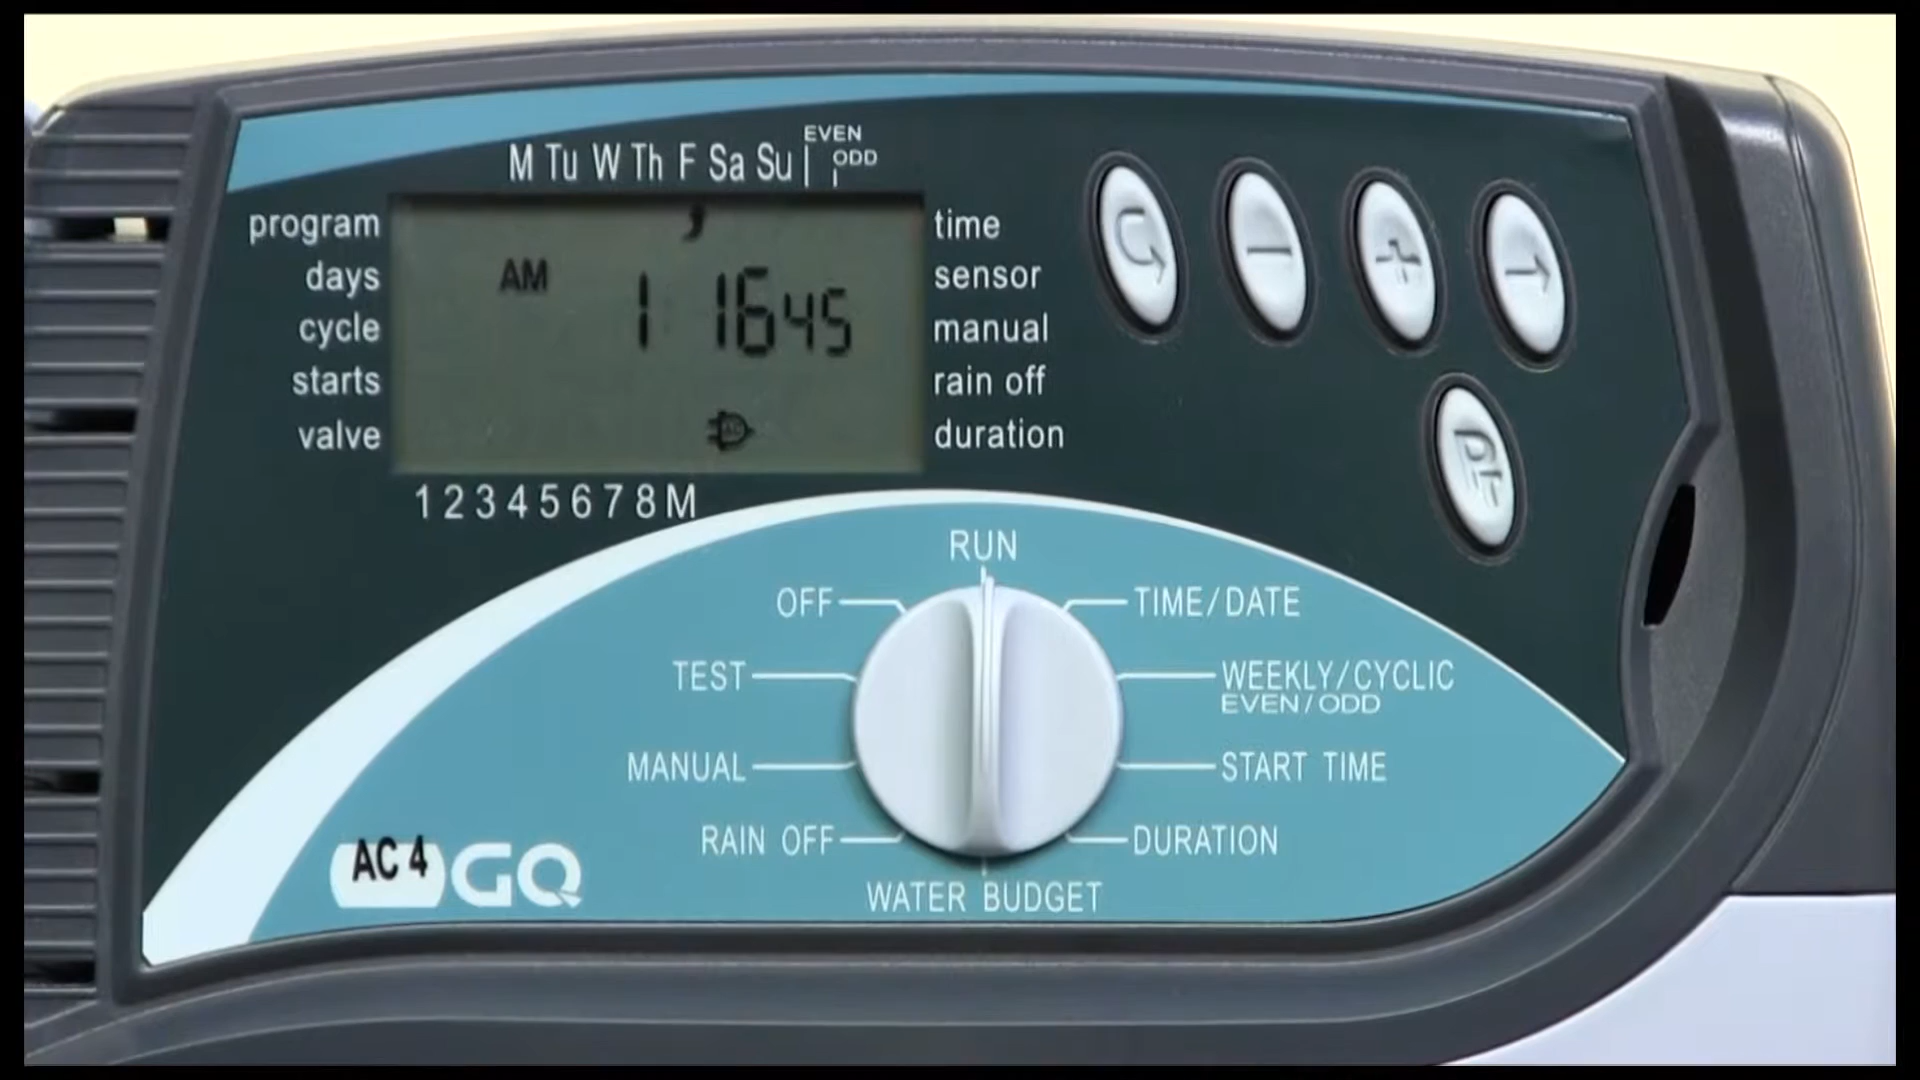 EVEN
M Tu W Th F Sa Su ODD
program time
days AM 1 1645 sensor
cycle manual
starts rain off
valve duration
1 2 3 4 5 6 7 8 M
RUN
OFF TIME/DATE
TEST WEEKLY/CYCLIC
EVEN/ODD
MANUAL START TIME
RAIN OFF DURATION
WATER BUDGET
AC 4 GQ